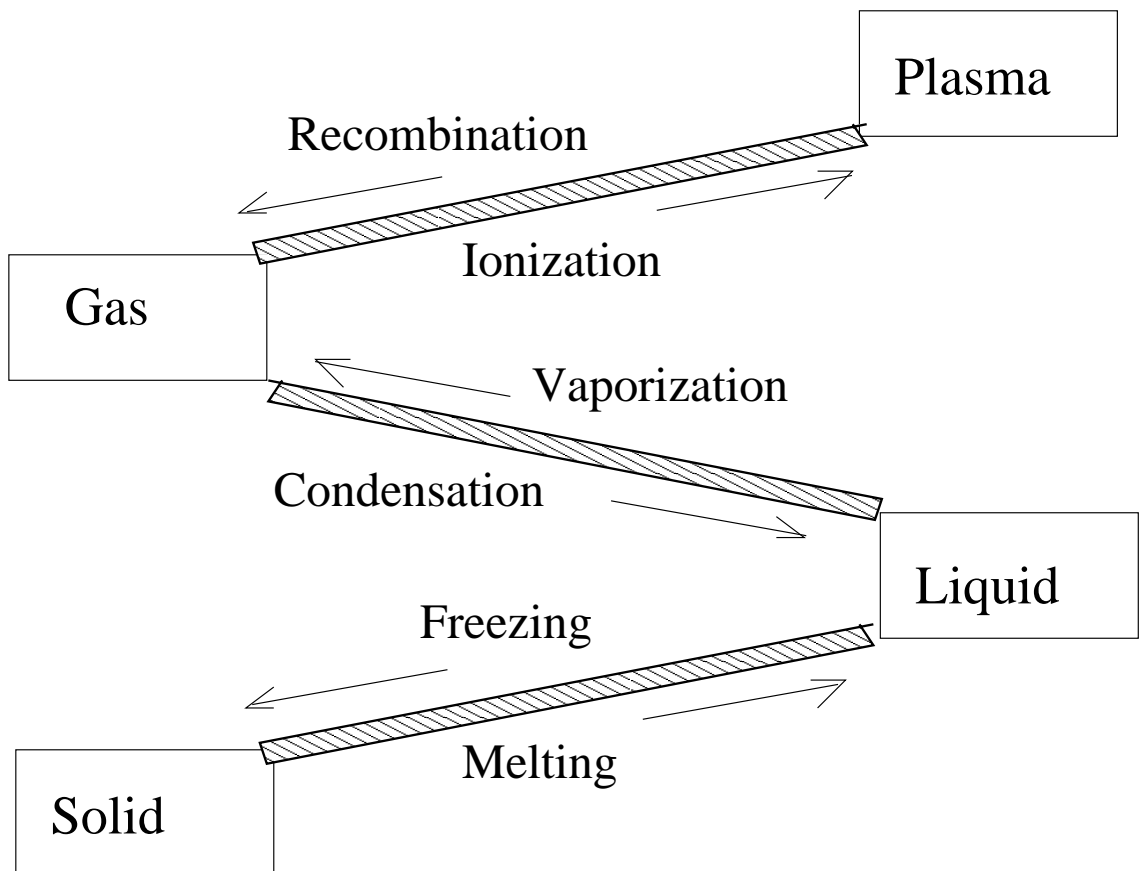 Plasma
Recombination
Ionization
Gas
Vaporization
Condensation
Liquid
Freezing
Melting
Solid